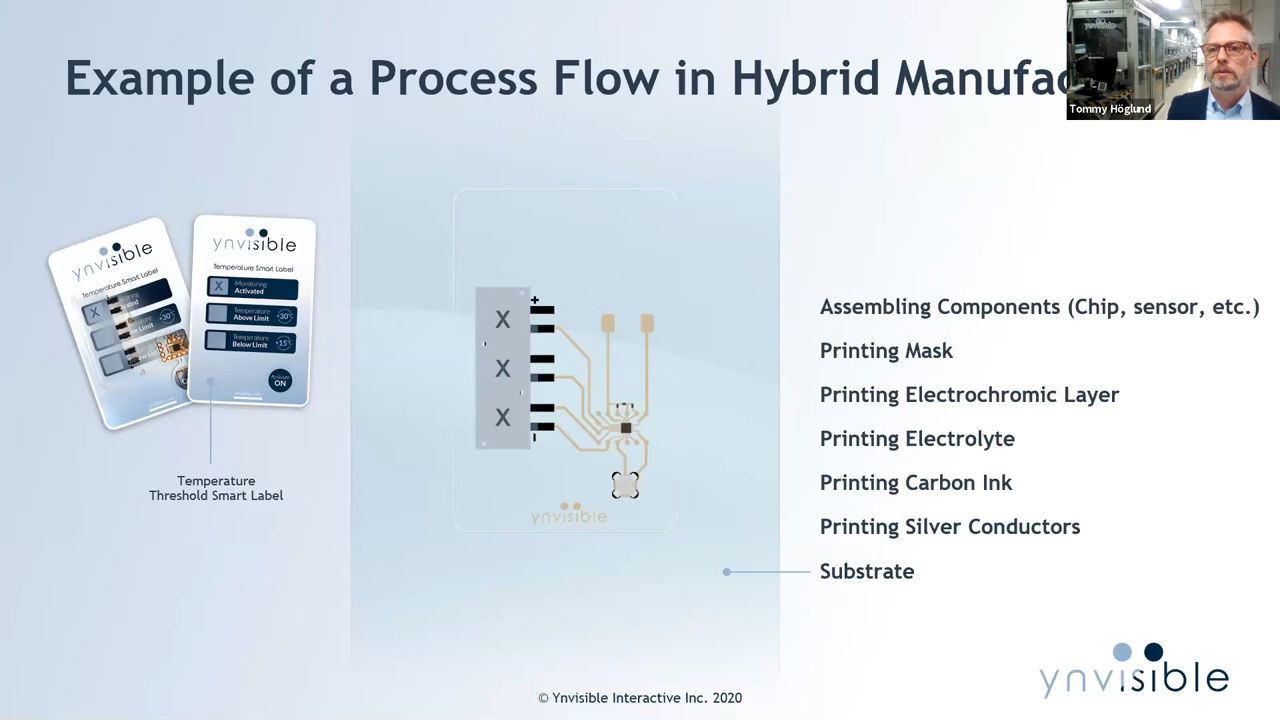 Example of a Process Flow in Hybrid Manufac
Tommy Höglund
ynvisible
ynvisible
Temperature Smart Label
Temperature Smart Label
X
X
Monitoring
Activated
Temperature
Above Limit
+30°
Temperature
Below Limit
+15°
+30°
Activate
ON
Temperature
Threshold Smart Label
+
X
X
X
ynvisible
Assembling Components (Chip, sensor, etc.)
Printing Mask
Printing Electrochromic Layer
Printing Electrolyte
Printing Carbon Ink
Printing Silver Conductors
Substrate
ynvisible
© Ynvisible Interactive Inc. 2020